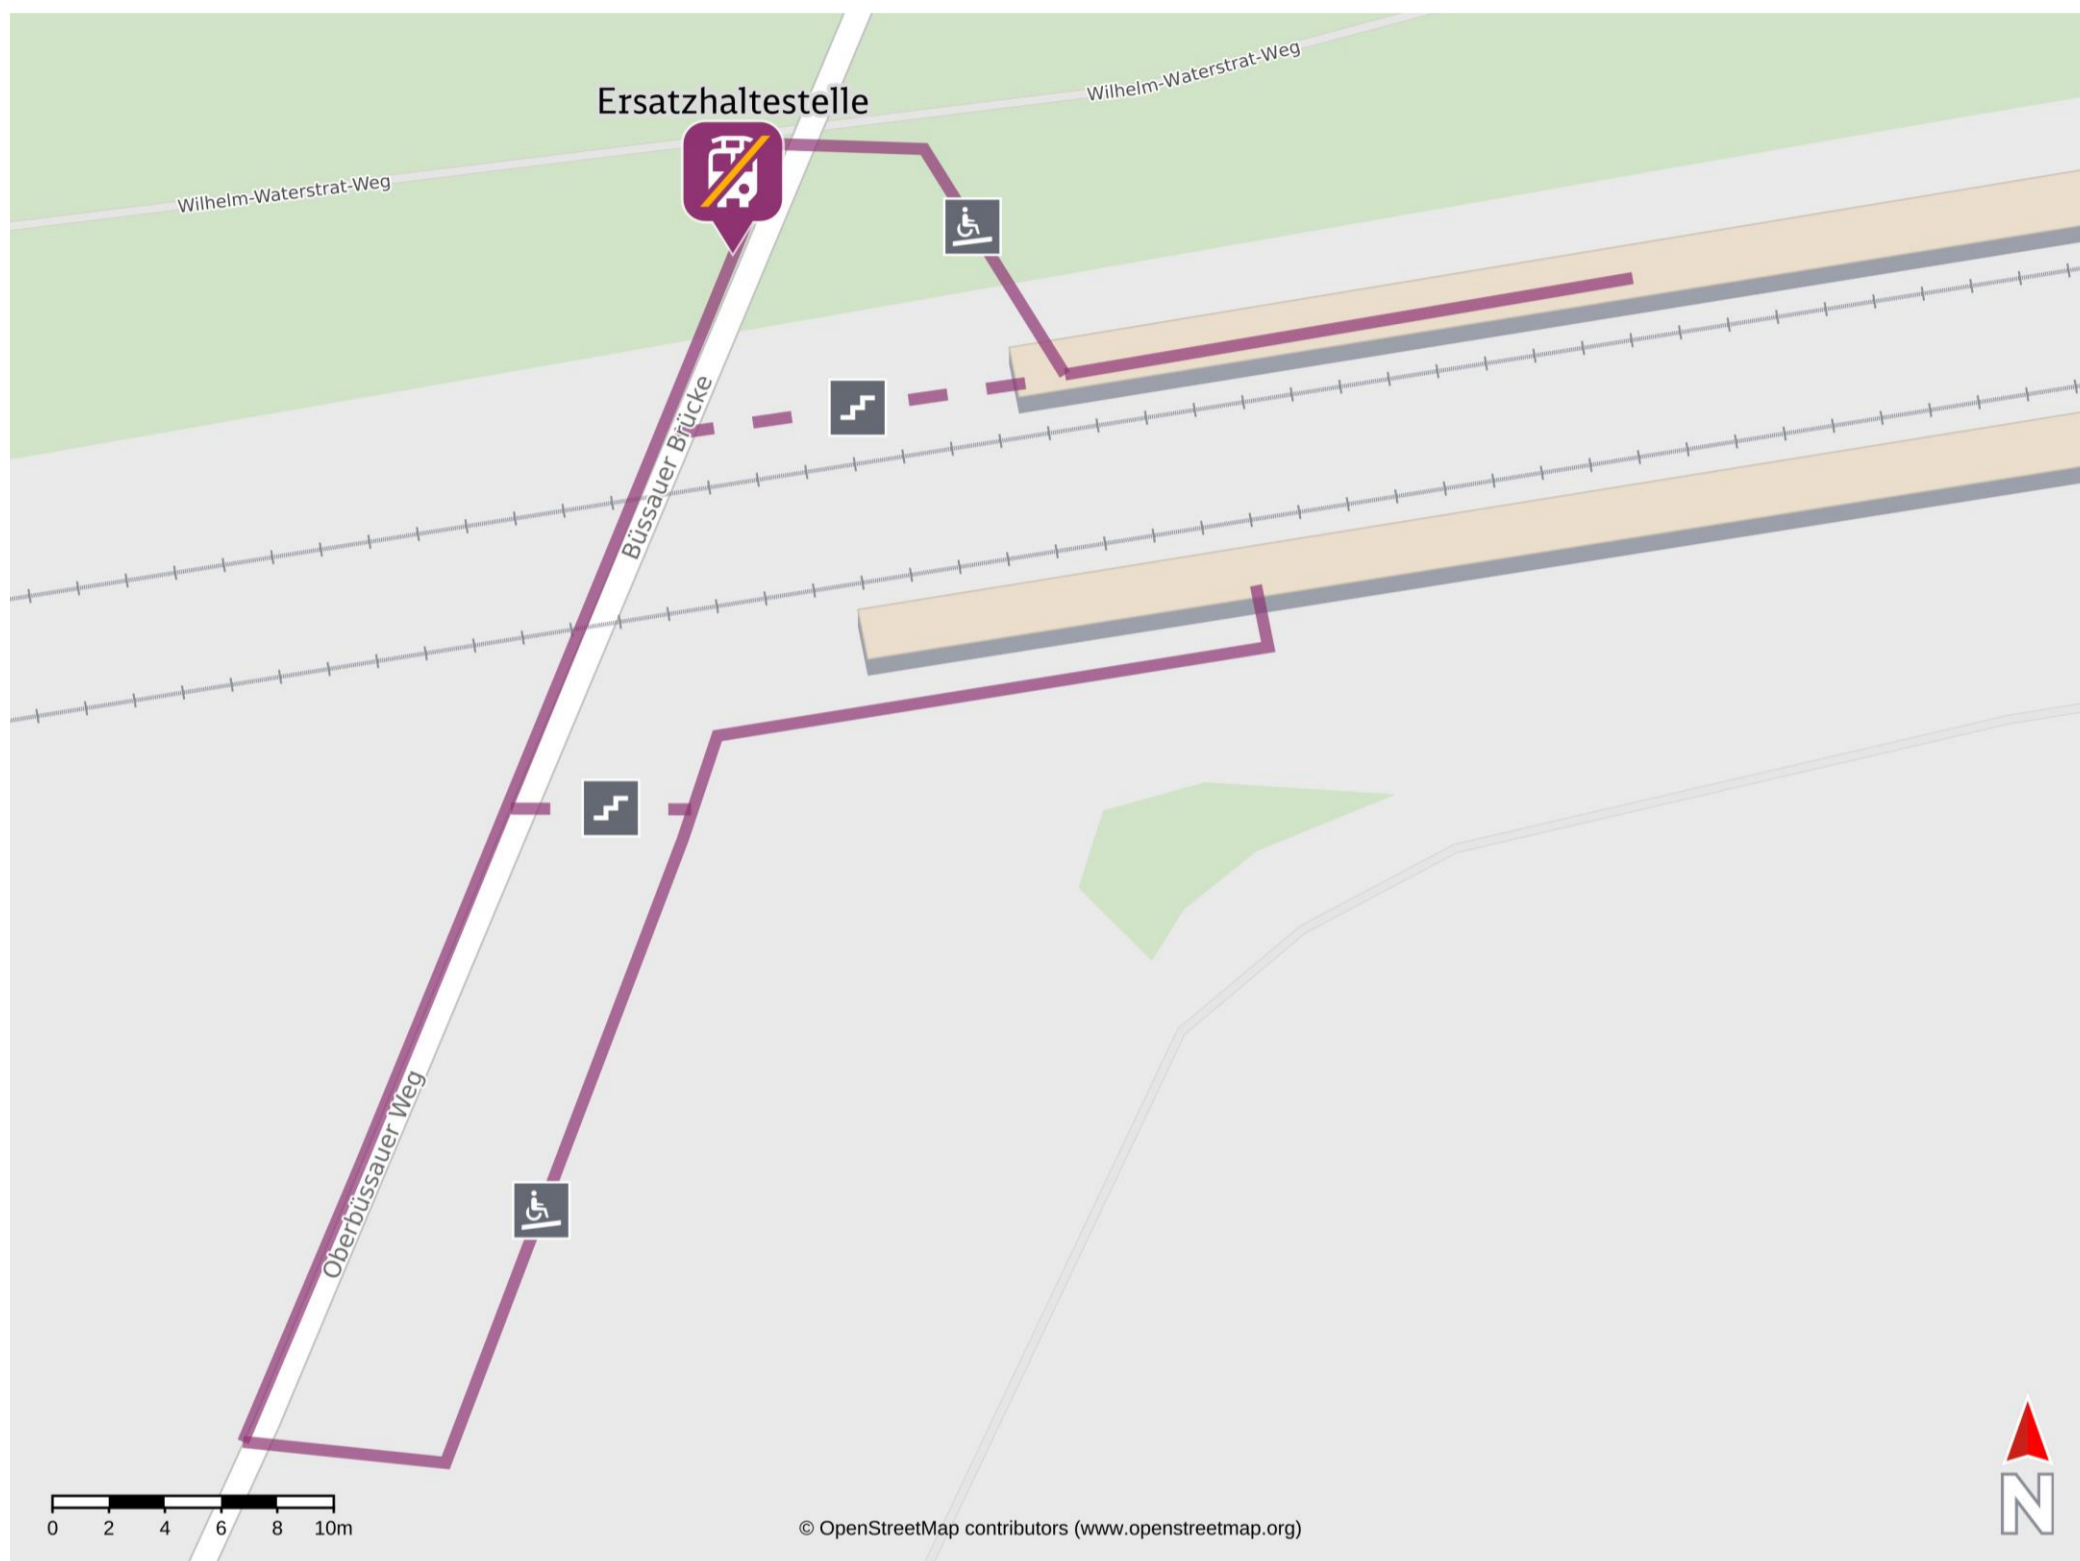 Ersatzhaltestelle
Wilhelm-Waterstrat-Weg
Wilhelm-Waterstrat-Weg
Büssauer Brücke
Oberbüssauer Weg
0 2 4 6 8 10m
© OpenStreetMap contributors (www.openstreetmap.org)
N